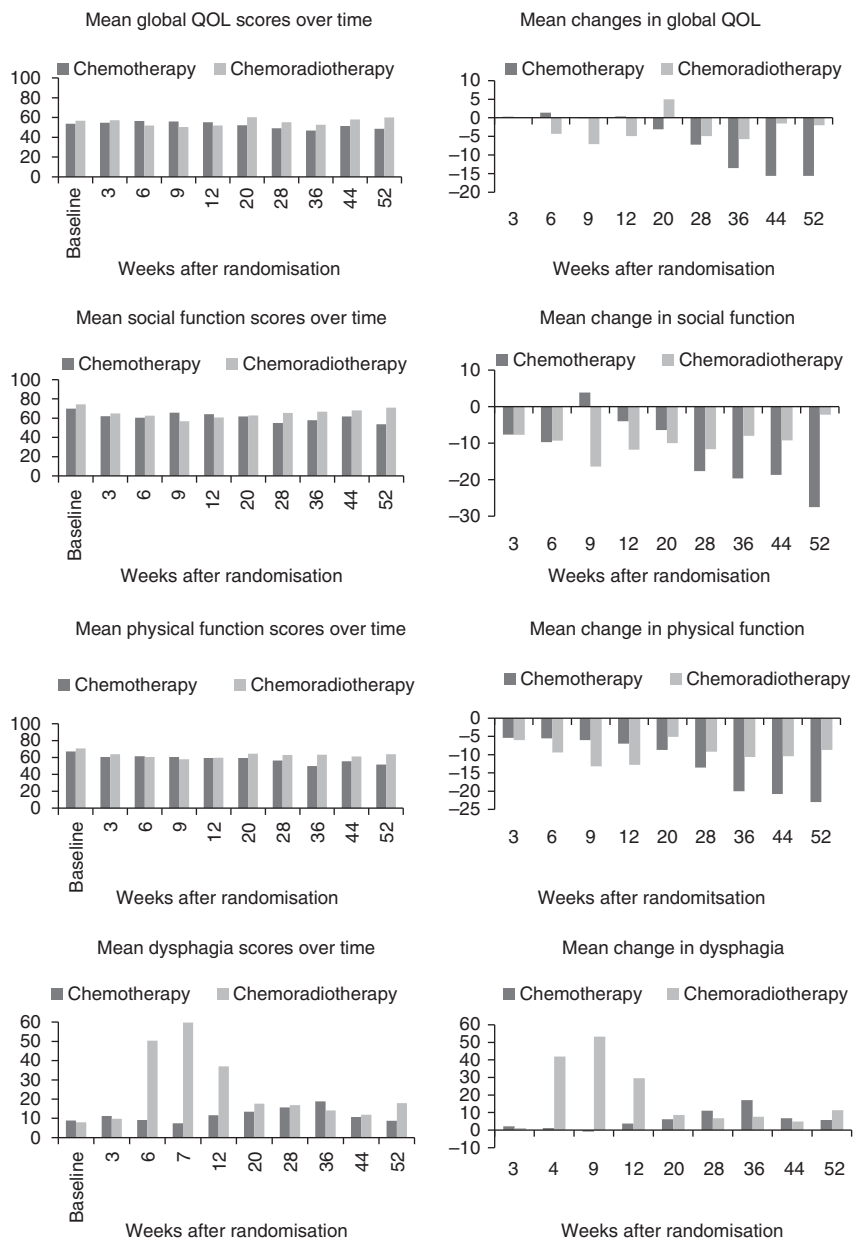 Mean global QOL scores over time
Chemotherapy Chemoradiotherapy
100
80
60
40
20
0
Baseline 3 6 9 12 20 28 36 44 52
Weeks after randomisation
Mean changes in global QOL
Chemotherapy Chemoradiotherapy
10
5
0
–5
–10
–15
–20
3 6 9 12 20 28 36 44 52
Weeks after randomisation
Mean social function scores over time
Chemotherapy Chemoradiotherapy
100
80
60
40
20
0
Baseline 3 6 9 12 20 28 36 44 52
Weeks after randomisation
Mean change in social function
Chemotherapy Chemoradiotherapy
10
0
–10
–20
–30
3 6 9 12 20 28 36 44 52
Weeks after randomisation
Mean physical function scores over time
Chemotherapy Chemoradiotherapy
100
80
60
40
20
0
Baseline 3 6 9 12 20 28 36 44 52
Weeks after randomisation
Mean change in physical function
Chemotherapy Chemoradiotherapy
0
–5
–10
–15
–20
–25
3 6 9 12 20 28 36 44 52
Weeks after randomitsation
Mean dysphagia scores over time
Chemotherapy Chemoradiotherapy
60
50
40
30
20
10
0
Baseline 3 6 7 12 20 28 36 44 52
Weeks after randomisation
Mean change in dysphagia
Chemotherapy Chemoradiotherapy
60
50
40
30
20
10
0
–10
3 4 9 12 20 28 36 44 52
Weeks after randomisation